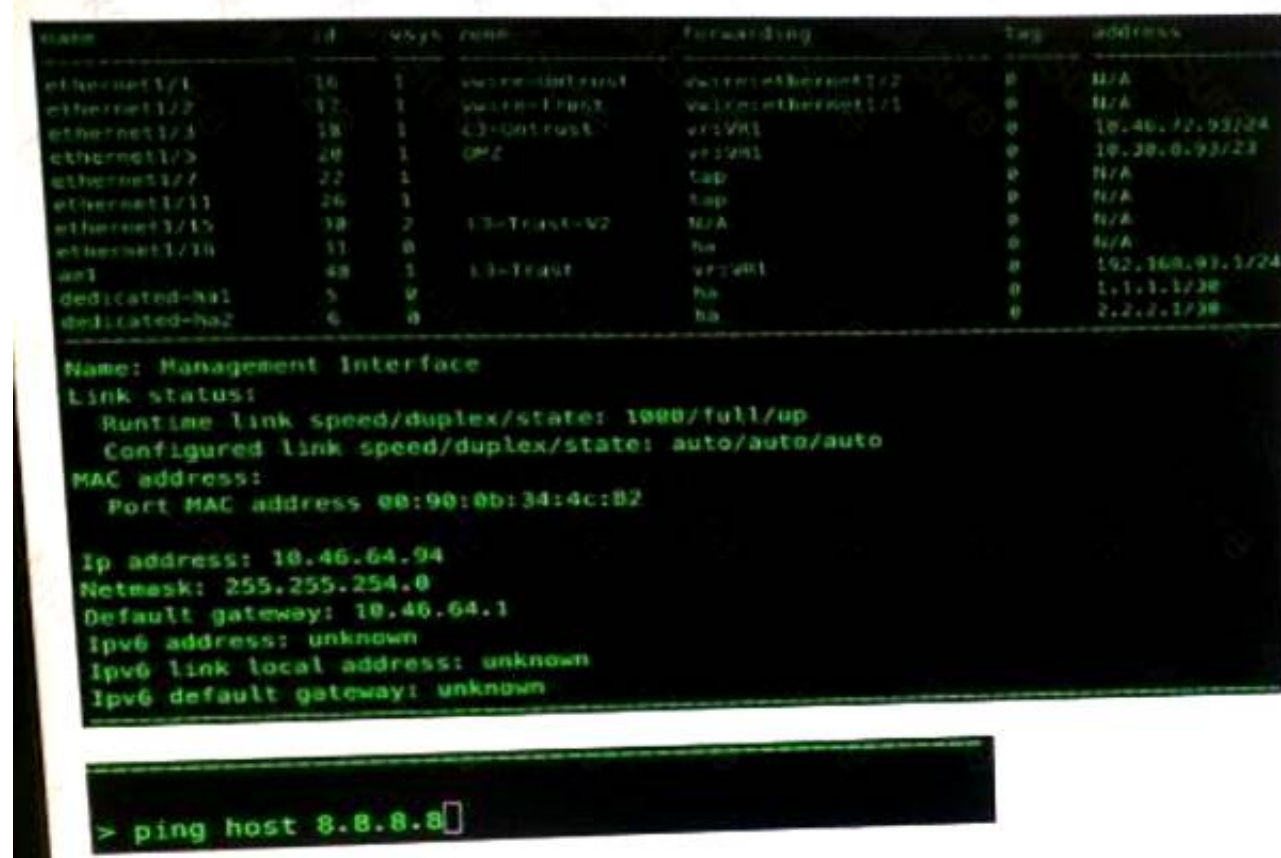 name id vsys zone forwarding tag address
ethernet1/1 16 1 vwire-Untrust vwire:ethernet1/2 0 N/A
ethernet1/2 17 1 vwire-Trust vwire:ethernet1/1 0 N/A
ethernet1/3 18 1 L3-Untrust vr:VR1 0 10.46.72.93/24
ethernet1/5 20 1 DMZ vr:VR1 0 10.30.0.93/23
ethernet1/7 22 1 tap 0 N/A
ethernet1/11 26 1 tap 0 N/A
ethernet1/15 30 2 L3-Trust-V2 N/A 0 N/A
ethernet1/16 31 0 ha 0 N/A
ae1 48 1 L3-Trust vr:VR1 0 192.168.93.1/24
dedicated-ha1 5 0 ha 0 1.1.1.1/30
dedicated-ha2 6 0 ha 0 2.2.2.1/30
Name: Management Interface
Link status:
Runtime link speed/duplex/state: 1000/full/up
Configured link speed/duplex/state: auto/auto/auto
MAC address:
Port MAC address 00:90:0b:34:4c:82
Ip address: 10.46.64.94
Netmask: 255.255.254.0
Default gateway: 10.46.64.1
Ipv6 address: unknown
Ipv6 link local address: unknown
Ipv6 default gateway: unknown
> ping host 8.8.8.8